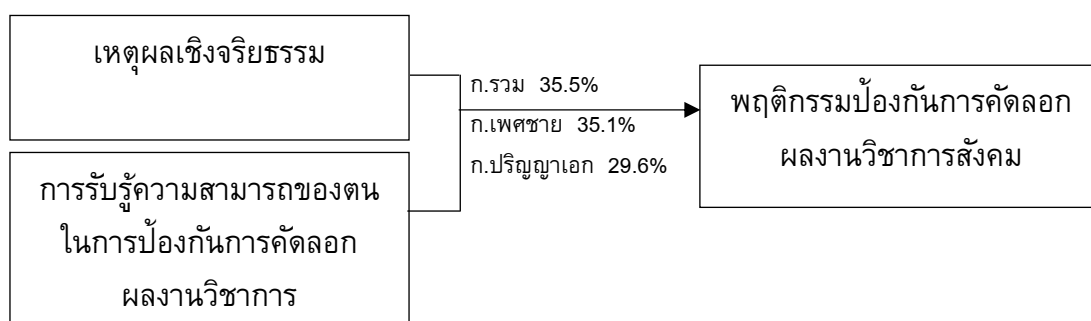 เหตุผลเชิงจริยธรรม
การรับรู้ความสามารถของตน
ในการป้องกันการคัดลอก
ผลงานวิชาการ
ก.รวม 35.5%
ก.เพศชาย 35.1%
ก.ปริญญาเอก 29.6%
พฤติกรรมป้องกันการคัดลอก
ผลงานวิชาการสังคม